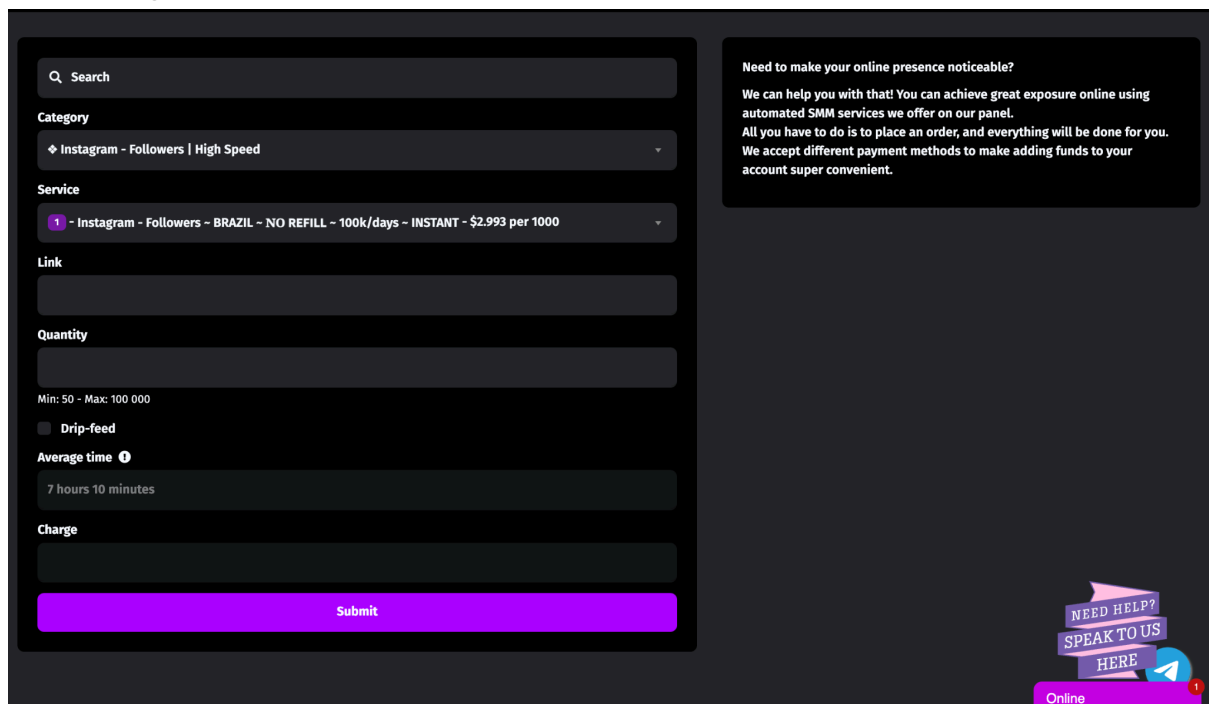 Search
Category
❖ Instagram - Followers | High Speed
Service
1 - Instagram - Followers ~ BRAZIL ~ NO REFILL ~ 100k/days ~ INSTANT - $2.993 per 1000
Link
Quantity
Min: 50 - Max: 100 000
Drip-feed
Average time
7 hours 10 minutes
Charge
Submit
Need to make your online presence noticeable?
We can help you with that! You can achieve great exposure online using
automated SMM services we offer on our panel.
All you have to do is to place an order, and everything will be done for you.
We accept different payment methods to make adding funds to your
account super convenient.
NEED HELP?
SPEAK TO US
HERE
1
Online